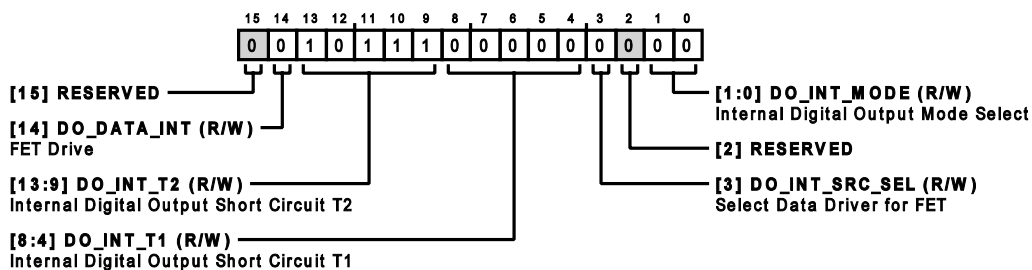 15 14 13 12 11 10 9 8 7 6 5 4 3 2 1 0
0 0 1 0 1 1 1 0 0 0 0 0 0 0 0 0
[15] RESERVED
[14] DO_DATA_INT (R/W)
FET Drive
[13:9] DO_INT_T2 (R/W)
Internal Digital Output Short Circuit T2
[8:4] DO_INT_T1 (R/W)
Internal Digital Output Short Circuit T1
[1:0] DO_INT_MODE (R/W)
Internal Digital Output Mode Select
[2] RESERVED
[3] DO_INT_SRC_SEL (R/W)
Select Data Driver for FET